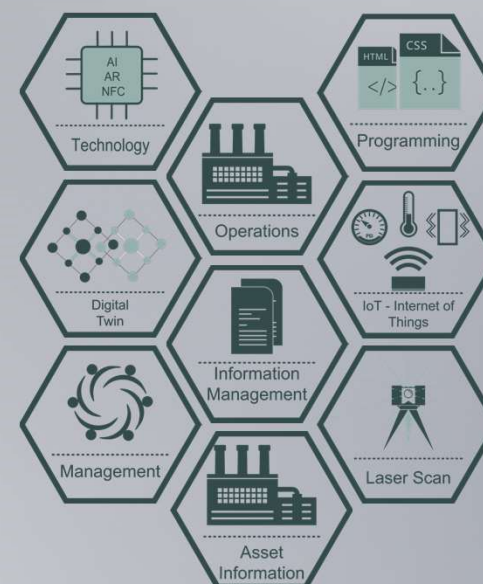 AI
AR
NFC
Technology
HTML
</>
CSS
{..}
Programming
Operations
Digital
Twin
IoT - Internet of
Things
Information
Management
Management
Laser Scan
Asset
Information